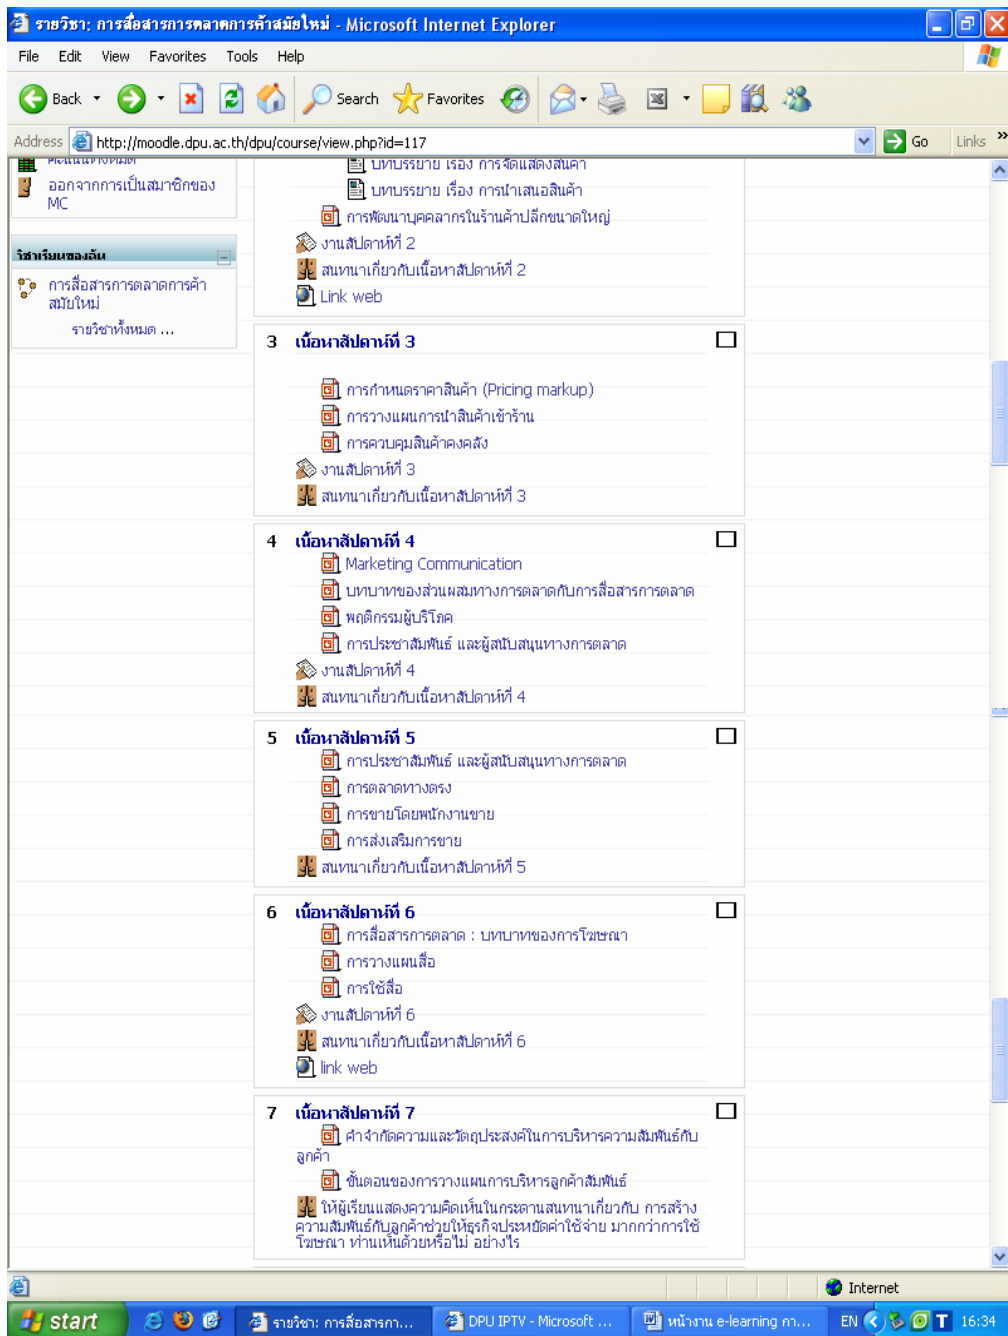 รายวิชา: การสื่อสารการตลาดการค้าสมัยใหม่ - Microsoft Internet Explorer
File Edit View Favorites Tools Help
Back Search Favorites
Address http://moodle.dpu.ac.th/dpu/course/view.php?id=117 Go Links »
คะแนนทั้งหมด
ออกจากการเป็นสมาชิกของ
MC
วิชาเรียนของฉัน
การสื่อสารการตลาดการค้า
สมัยใหม่
รายวิชาทั้งหมด ...
บทบรรยาย เรื่อง การจัดแสดงสินค้า
บทบรรยาย เรื่อง การนำเสนอสินค้า
การพัฒนาบุคคลากรในร้านค้าปลีกขนาดใหญ่
งานสัปดาห์ที่ 2
สนทนาเกี่ยวกับเนื้อหาสัปดาห์ที่ 2
Link web
3 เนื้อหาสัปดาห์ที่ 3
การกำหนดราคาสินค้า (Pricing markup)
การวางแผนการนำสินค้าเข้าร้าน
การควบคุมสินค้าคงคลัง
งานสัปดาห์ที่ 3
สนทนาเกี่ยวกับเนื้อหาสัปดาห์ที่ 3
4 เนื้อหาสัปดาห์ที่ 4
Marketing Communication
บทบาทของส่วนผสมทางการตลาดกับการสื่อสารการตลาด
พฤติกรรมผู้บริโภค
การประชาสัมพันธ์ และผู้สนับสนุนทางการตลาด
งานสัปดาห์ที่ 4
สนทนาเกี่ยวกับเนื้อหาสัปดาห์ที่ 4
5 เนื้อหาสัปดาห์ที่ 5
การประชาสัมพันธ์ และผู้สนับสนุนทางการตลาด
การตลาดทางตรง
การขายโดยพนักงานขาย
การส่งเสริมการขาย
สนทนาเกี่ยวกับเนื้อหาสัปดาห์ที่ 5
6 เนื้อหาสัปดาห์ที่ 6
การสื่อสารการตลาด : บทบาทของการโฆษณา
การวางแผนสื่อ
การใช้สื่อ
งานสัปดาห์ที่ 6
สนทนาเกี่ยวกับเนื้อหาสัปดาห์ที่ 6
link web
7 เนื้อหาสัปดาห์ที่ 7
คำจำกัดความและวัตถุประสงค์ในการบริหารความสัมพันธ์กับ
ลูกค้า
ขั้นตอนของการวางแผนการบริหารลูกค้าสัมพันธ์
ให้ผู้เรียนแสดงความคิดเห็นในกระดานสนทนาเกี่ยวกับ การสร้าง
ความสัมพันธ์กับลูกค้าช่วยให้ธุรกิจประหยัดค่าใช้จ่าย มากกว่าการใช้
โฆษณา ท่านเห็นด้วยหรือไม่ อย่างไร
Internet
start รายวิชา: การสื่อสารกา... DPU IPTV - Microsoft ... หน้างาน e-learning กา... EN 16:34